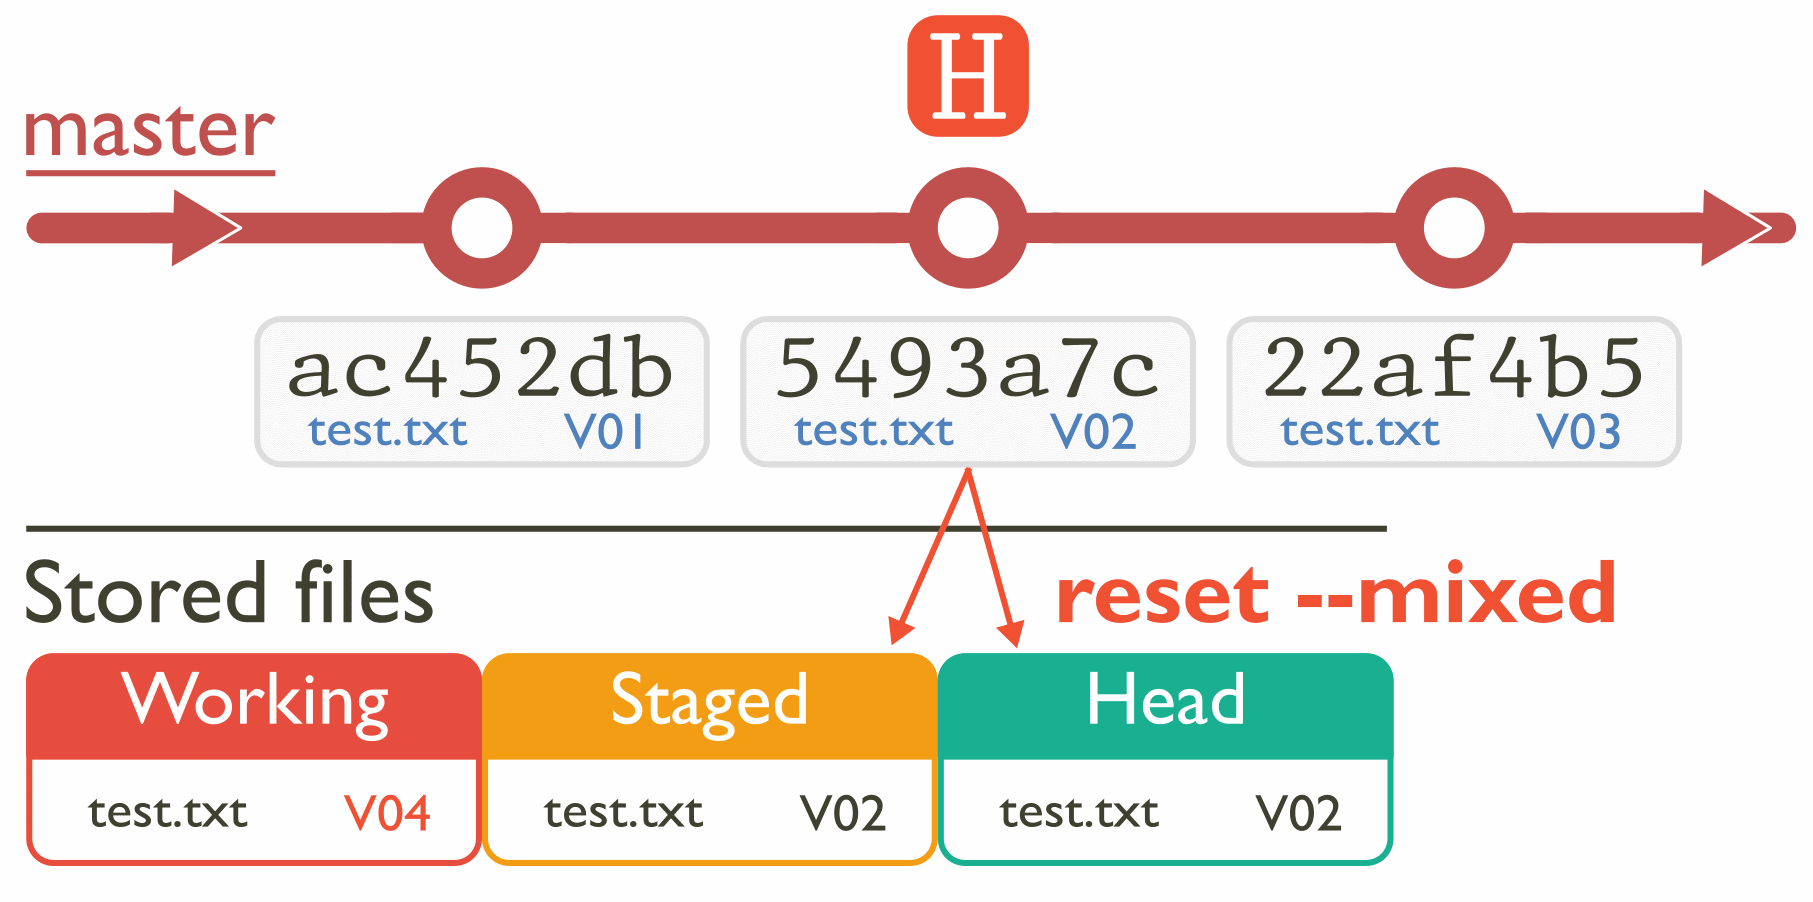 H
master
ac452db
test.txt V01
5493a7c
test.txt V02
22af4b5
test.txt V03
Stored files
reset --mixed
Working
test.txt V04
Staged
test.txt V02
Head
test.txt V02